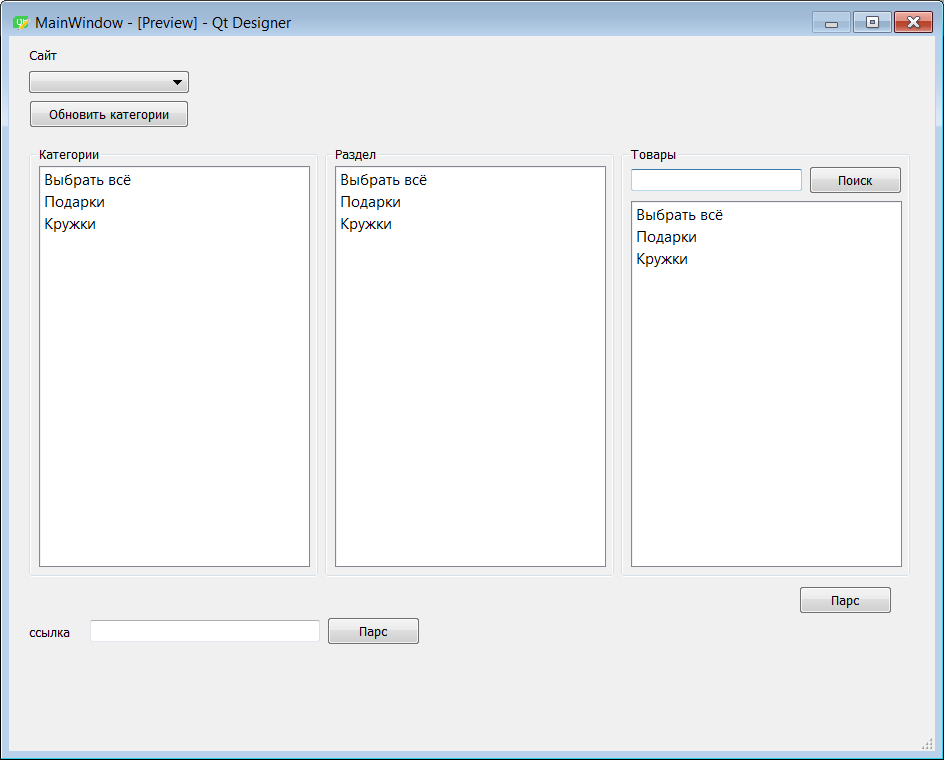 MainWindow - [Preview] - Qt Designer
Сайт
Обновить категории
Категории
Выбрать всё
Подарки
Кружки
Раздел
Выбрать всё
Подарки
Кружки
Товары
Поиск
Выбрать всё
Подарки
Кружки
Парс
ссылка
Парс